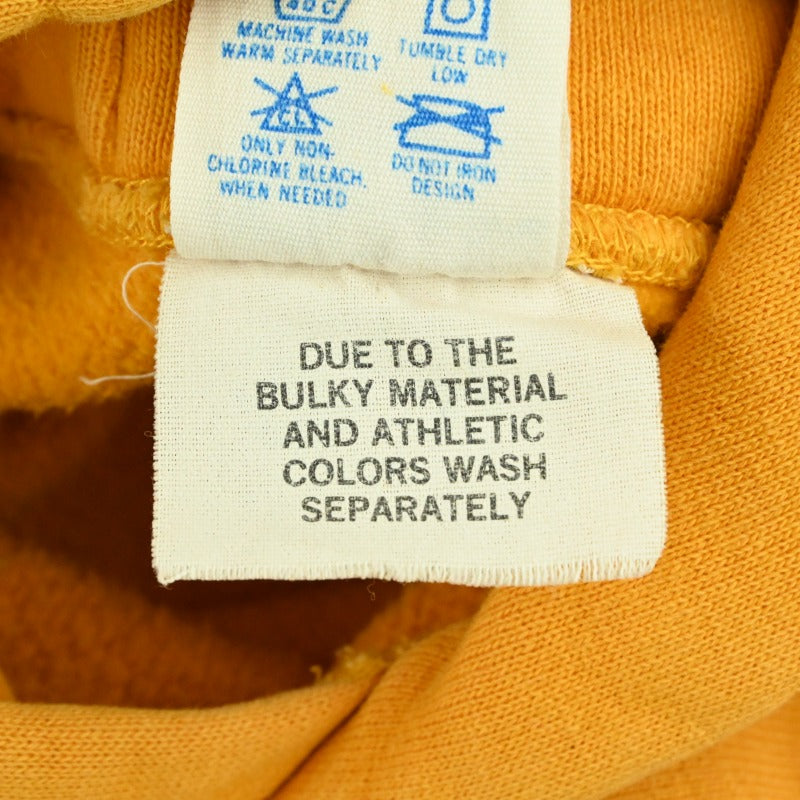 MACHINE WASH
WARM SEPARATELY
TUMBLE DRY
LOW
CL
ONLY NON-
CHLORINE BLEACH,
WHEN NEEDED
DO NOT IRON
DESIGN
DUE TO THE
BULKY MATERIAL
AND ATHLETIC
COLORS WASH
SEPARATELY